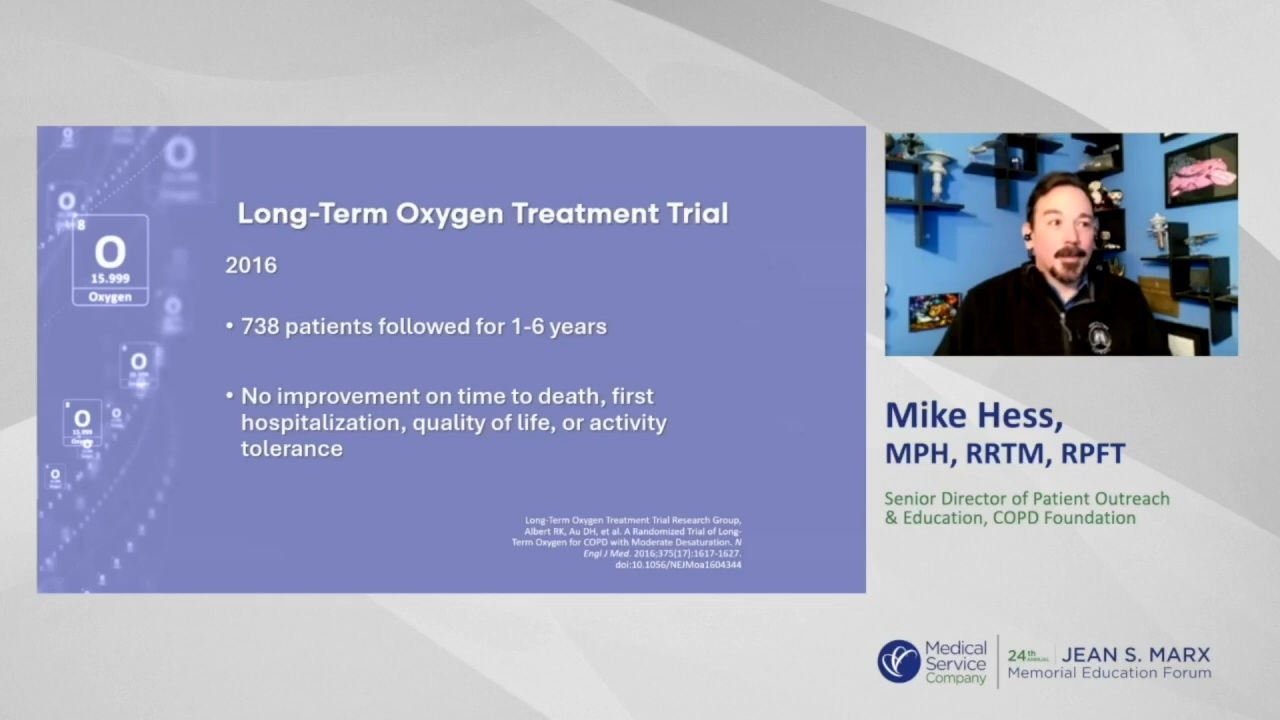 Long-Term Oxygen Treatment Trial
2016
• 738 patients followed for 1-6 years
• No improvement on time to death, first
hospitalization, quality of life, or activity
tolerance
Long-Term Oxygen Treatment Trial Research Group,
Albert RK, Au DH, et al. A Randomized Trial of Long-
Term Oxygen for COPD with Moderate Desaturation. N
Engl J Med. 2016;375(17):1617-1627.
doi:10.1056/NEJMoa1604344
8
O
15.999
Oxygen
O
O
O
O
O
O
O
O
Mike Hess,
MPH, RRTM, RPFT
Senior Director of Patient Outreach
& Education, COPD Foundation
Medical
Service
Company
24th ANNUAL JEAN S. MARX
Memorial Education Forum